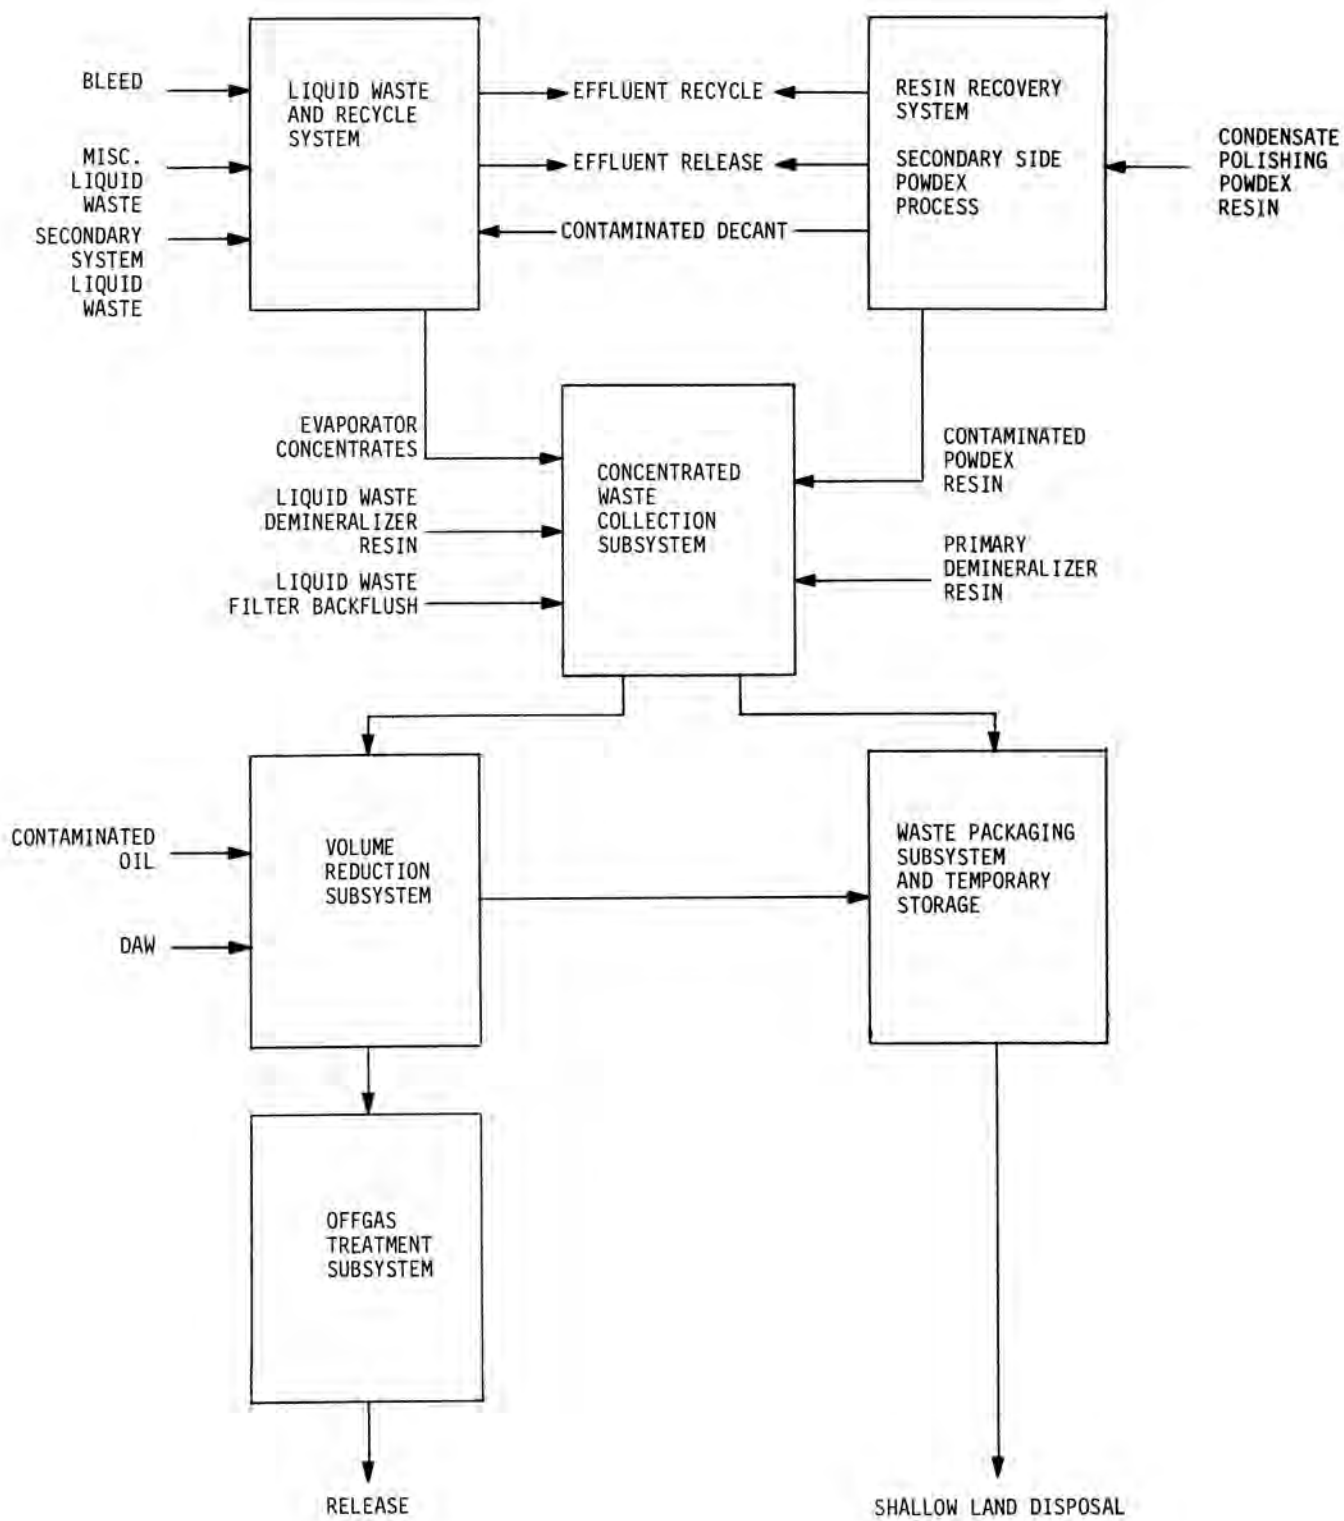 BLEED
MISC.
LIQUID
WASTE
SECONDARY
SYSTEM
LIQUID
WASTE
LIQUID WASTE
AND RECYCLE
SYSTEM
EFFLUENT RECYCLE
EFFLUENT RELEASE
CONTAMINATED DECANT
RESIN RECOVERY
SYSTEM
SECONDARY SIDE
POWDEX
PROCESS
CONDENSATE
POLISHING
POWDEX
RESIN
EVAPORATOR
CONCENTRATES
LIQUID WASTE
DEMINERALIZER
RESIN
LIQUID WASTE
FILTER BACKFLUSH
CONCENTRATED
WASTE
COLLECTION
SUBSYSTEM
CONTAMINATED
POWDEX
RESIN
PRIMARY
DEMINERALIZER
RESIN
CONTAMINATED
OIL
DAW
VOLUME
REDUCTION
SUBSYSTEM
WASTE PACKAGING
SUBSYSTEM
AND TEMPORARY
STORAGE
OFFGAS
TREATMENT
SUBSYSTEM
RELEASE
SHALLOW LAND DISPOSAL